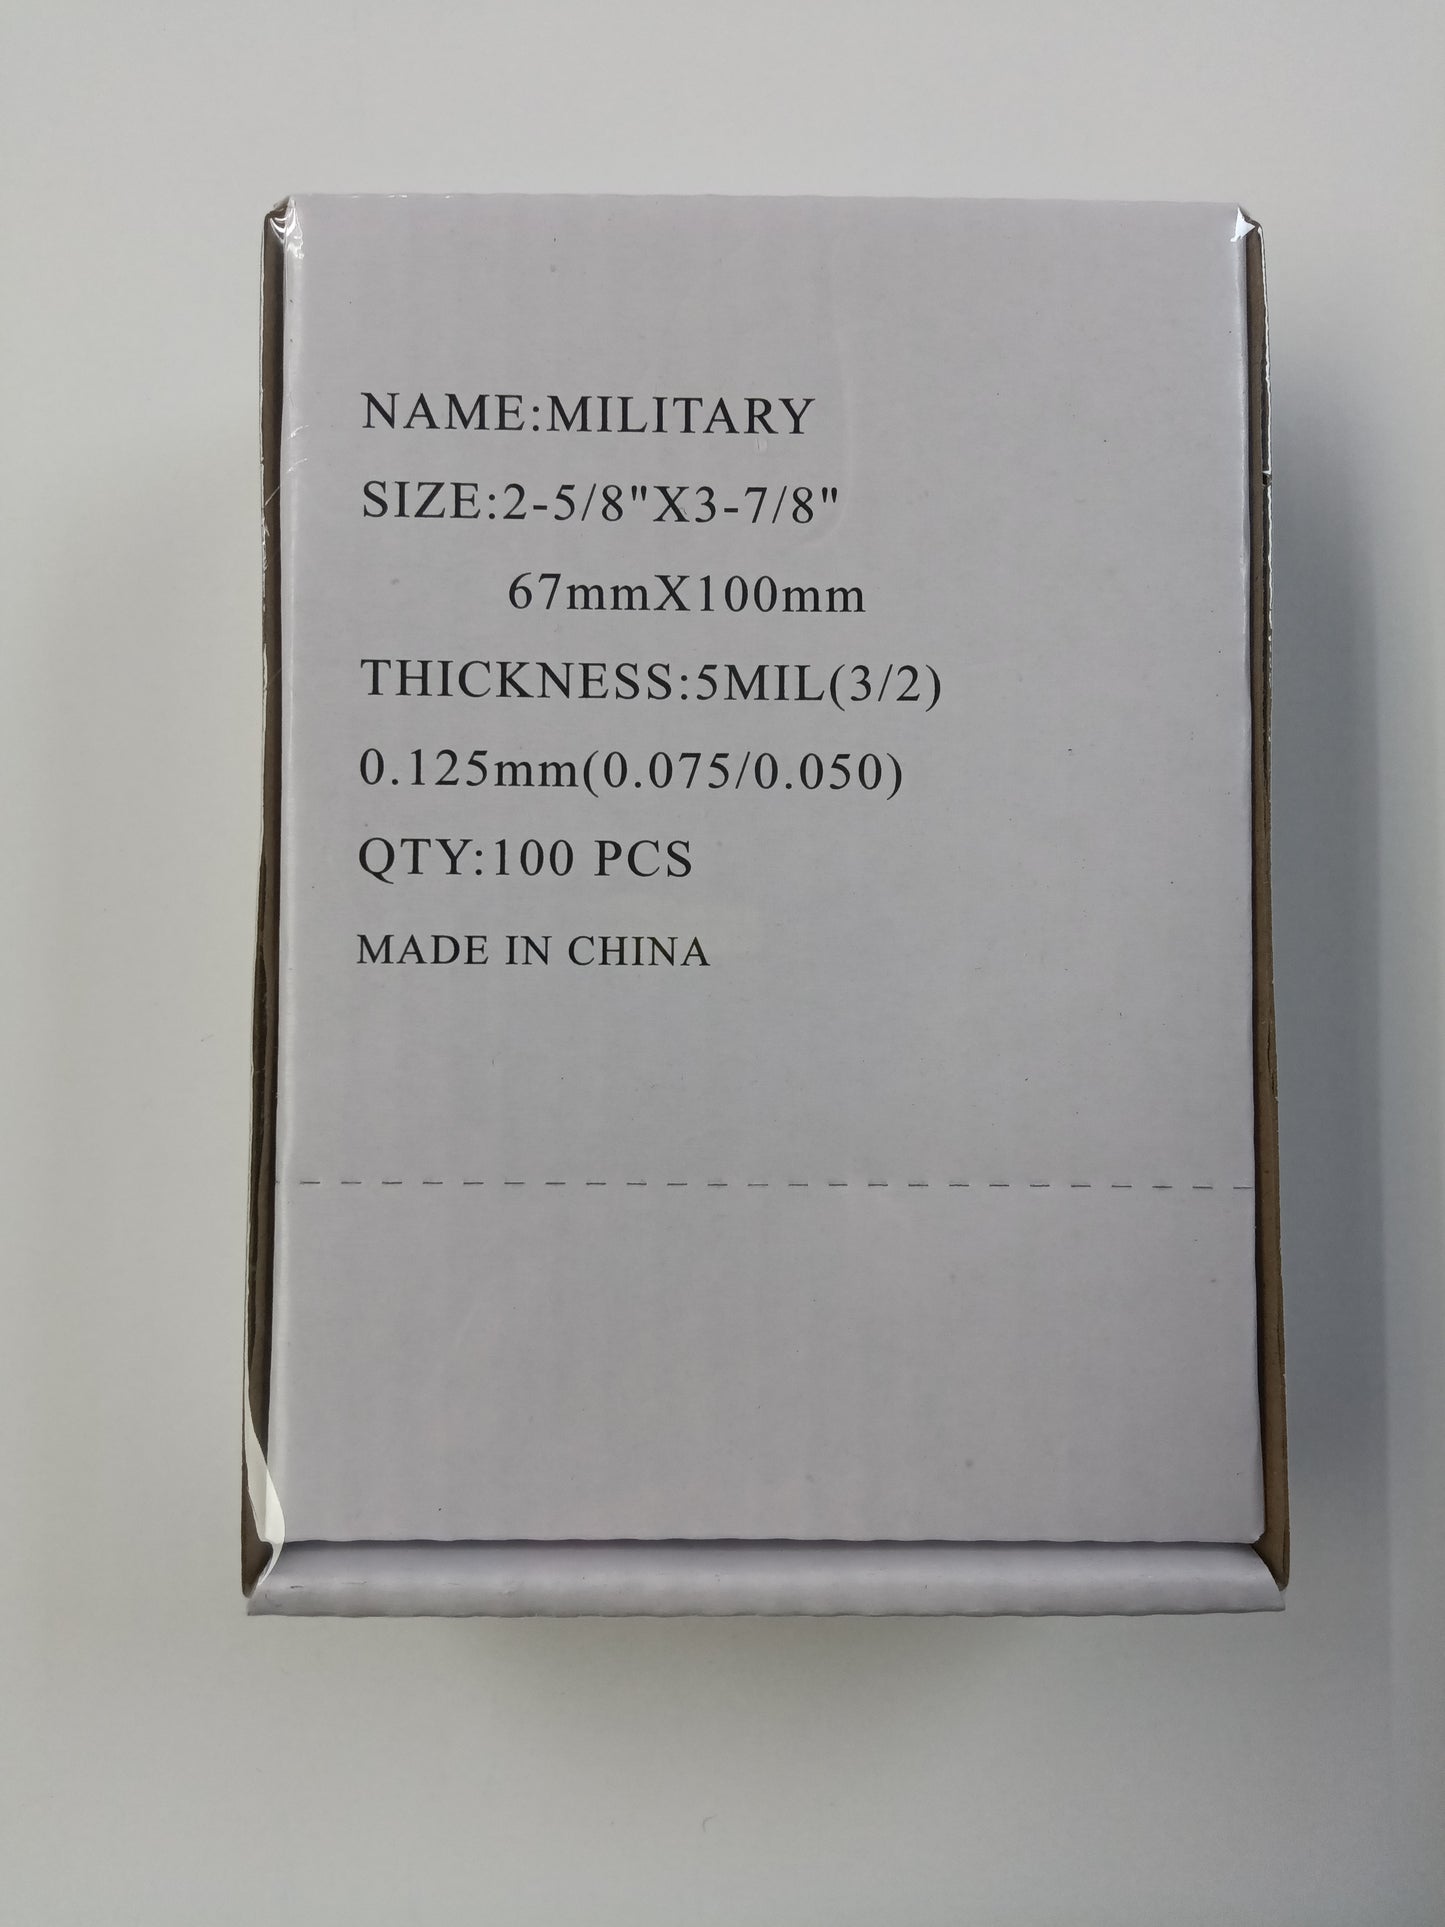 NAME:MILITARY
SIZE:2-5/8"X3-7/8"
67mmX100mm
THICKNESS:5MIL(3/2)
0.125mm(0.075/0.050)
QTY:100 PCS
MADE IN CHINA